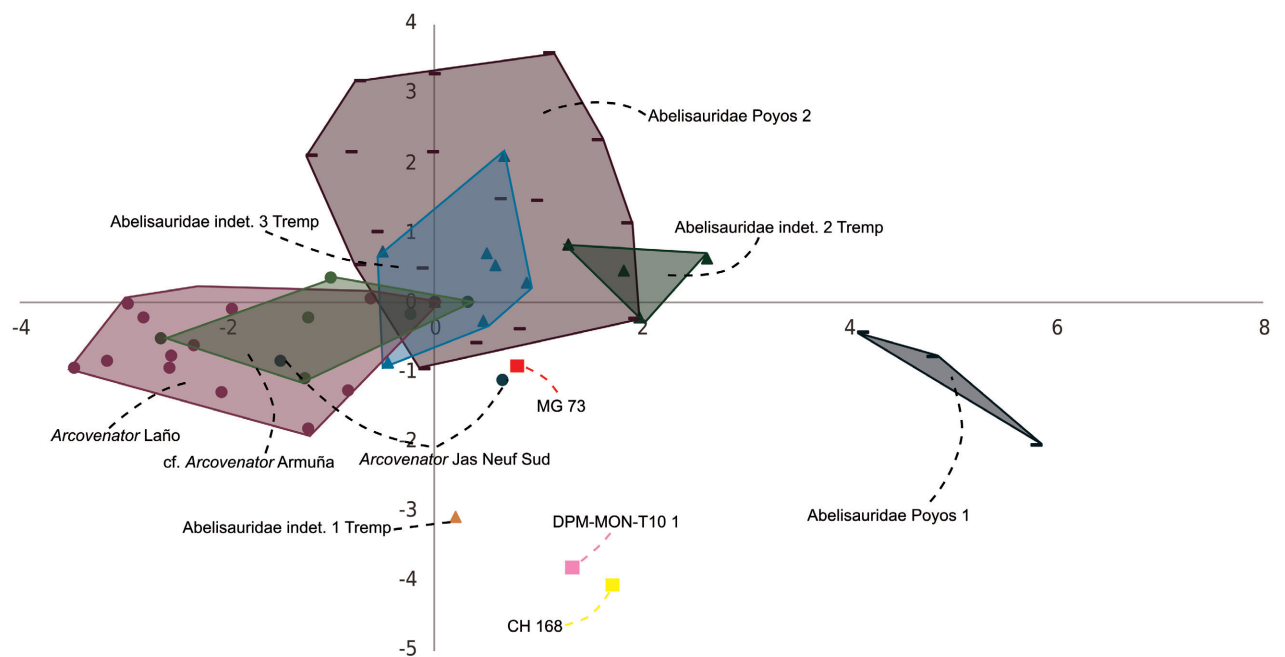 4
3
Abelisauridae Poyos 2
2
Abelisauridae indet. 3 Tremp
1
Abelisauridae indet. 2 Tremp
0
-4 -2 0 2 4 6 8
-1
MG 73
Arcovenator Laño
-2
cf. Arcovenator Armuña
Arcovenator Jas Neuf Sud
-3
Abelisauridae Poyos 1
Abelisauridae indet. 1 Tremp
DPM-MON-T10 1
-4
CH 168
-5